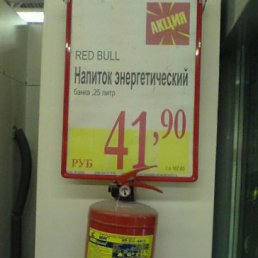 АКЦИЯ
RED BULL
Напиток энергетический
банка ,25 литр
41,90
РУБ